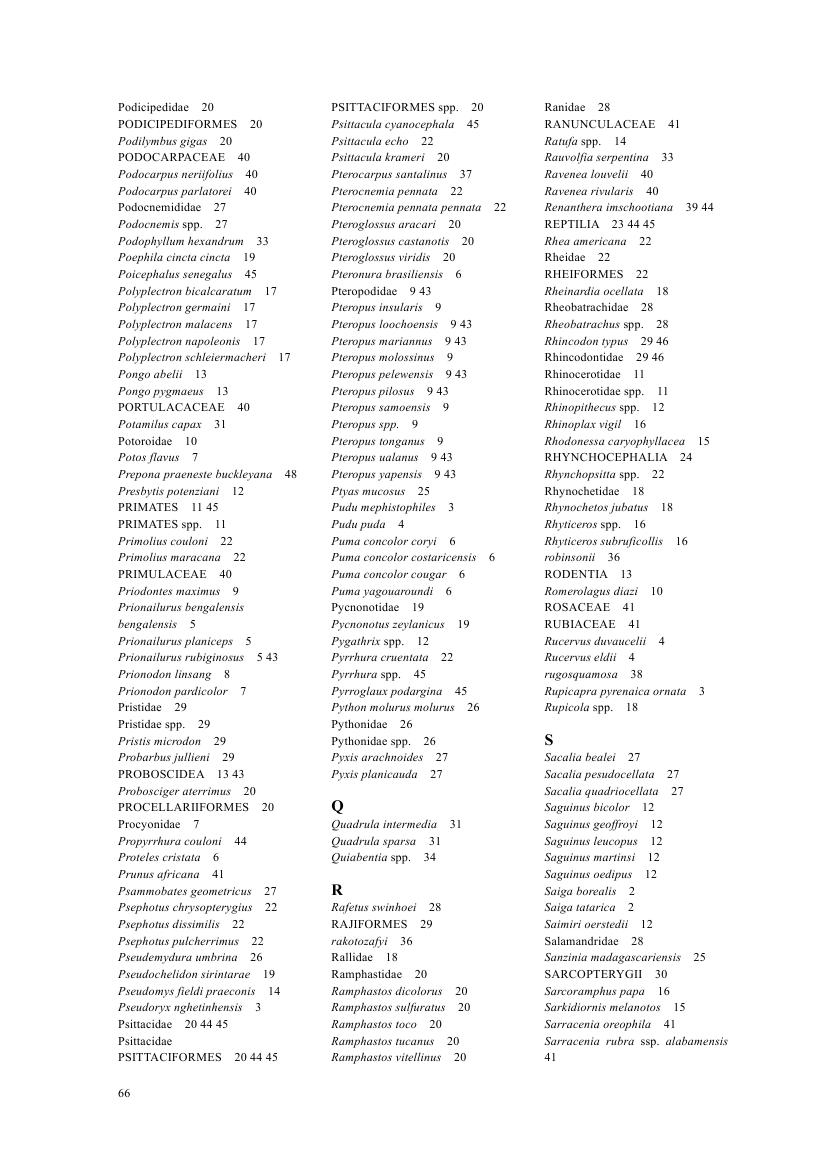 Podicipedidae 20
PODICIPEDIFORMES 20
Podilymbus gigas 20
PODOCARPACEAE 40
Podocarpus neriifolius 40
Podocarpus parlatorei 40
Podocnemididae 27
Podocnemis spp. 27
Podophyllum hexandrum 33
Poephila cincta cincta 19
Poicephalus senegalus 45
Polyplectron bicalcaratum 17
Polyplectron germaini 17
Polyplectron malacens 17
Polyplectron napoleonis 17
Polyplectron schleiermacheri 17
Pongo abelii 13
Pongo pygmaeus 13
PORTULACACEAE 40
Potamilus capax 31
Potoroidae 10
Potos flavus 7
Prepona praeneste buckleyana 48
Presbytis potenziani 12
PRIMATES 11 45
PRIMATES spp. 11
Primolius couloni 22
Primolius maracana 22
PRIMULACEAE 40
Priodontes maximus 9
Prionailurus bengalensis
bengalensis 5
Prionailurus planiceps 5
Prionailurus rubiginosus 5 43
Prionodon linsang 8
Prionodon pardicolor 7
Pristidae 29
Pristidae spp. 29
Pristis microdon 29
Probarbus jullieni 29
PROBOSCIDEA 13 43
Probosciger aterrimus 20
PROCELLARIIFORMES 20
Procyonidae 7
Propyrrhura couloni 44
Proteles cristata 6
Prunus africana 41
Psammobates geometricus 27
Psephotus chrysopterygius 22
Psephotus dissimilis 22
Psephotus pulcherrimus 22
Pseudemydura umbrina 26
Pseudochelidon sirintarae 19
Pseudomys fieldi praeconis 14
Pseudoryx nghetinhensis 3
Psittacidae 20 44 45
Psittacidae
PSITTACIFORMES 20 44 45
PSITTACIFORMES spp. 20
Psittacula cyanocephala 45
Psittacula echo 22
Psittacula krameri 20
Pterocarpus santalinus 37
Pterocnemia pennata 22
Pterocnemia pennata pennata 22
Pteroglossus aracari 20
Pteroglossus castanotis 20
Pteroglossus viridis 20
Pteronura brasiliensis 6
Pteropodidae 9 43
Pteropus insularis 9
Pteropus loochoensis 9 43
Pteropus mariannus 9 43
Pteropus molossinus 9
Pteropus pelewensis 9 43
Pteropus pilosus 9 43
Pteropus samoensis 9
Pteropus spp. 9
Pteropus tonganus 9
Pteropus ualanus 9 43
Pteropus yapensis 9 43
Ptyas mucosus 25
Pudu mephistophiles 3
Pudu puda 4
Puma concolor coryi 6
Puma concolor costaricensis 6
Puma concolor cougar 6
Puma yagouaroundi 6
Pycnonotidae 19
Pycnonotus zeylanicus 19
Pygathrix spp. 12
Pyrrhura cruentata 22
Pyrrhura spp. 45
Pyrroglaux podargina 45
Python molurus molurus 26
Pythonidae 26
Pythonidae spp. 26
Pyxis arachnoides 27
Pyxis planicauda 27
Q
Quadrula intermedia 31
Quadrula sparsa 31
Quiabentia spp. 34
R
Rafetus swinhoei 28
RAJIFORMES 29
rakotozafyi 36
Rallidae 18
Ramphastidae 20
Ramphastos dicolorus 20
Ramphastos sulfuratus 20
Ramphastos toco 20
Ramphastos tucanus 20
Ramphastos vitellinus 20
Ranidae 28
RANUNCULACEAE 41
Ratufa spp. 14
Rauvolfia serpentina 33
Ravenea louvelii 40
Ravenea rivularis 40
Renanthera imschootiana 39 44
REPTILIA 23 44 45
Rhea americana 22
Rheidae 22
RHEIFORMES 22
Rheinardia ocellata 18
Rheobatrachidae 28
Rheobatrachus spp. 28
Rhincodon typus 29 46
Rhincodontidae 29 46
Rhinocerotidae 11
Rhinocerotidae spp. 11
Rhinopithecus spp. 12
Rhinoplax vigil 16
Rhodonessa caryophyllacea 15
RHYNCHOCEPHALIA 24
Rhynchopsitta spp. 22
Rhynochetidae 18
Rhynochetos jubatus 18
Rhyticeros spp. 16
Rhyticeros subruficollis 16
robinsonii 36
RODENTIA 13
Romerolagus diazi 10
ROSACEAE 41
RUBIACEAE 41
Rucervus duvaucelii 4
Rucervus eldii 4
rugosquamosa 38
Rupicapra pyrenaica ornata 3
Rupicola spp. 18
S
Sacalia bealei 27
Sacalia pesudocellata 27
Sacalia quadriocellata 27
Saguinus bicolor 12
Saguinus geoffroyi 12
Saguinus leucopus 12
Saguinus martinsi 12
Saguinus oedipus 12
Saiga borealis 2
Saiga tatarica 2
Saimiri oerstedii 12
Salamandridae 28
Sanzinia madagascariensis 25
SARCOPTERYGII 30
Sarcoramphus papa 16
Sarkidiornis melanotos 15
Sarracenia oreophila 41
Sarracenia rubra ssp. alabamensis
41
66